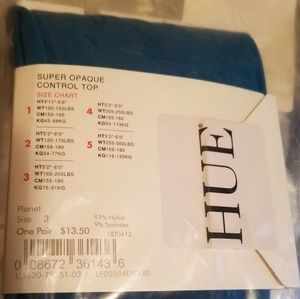 SUPER OPAQUE
CONTROL TOP
SIZE CHART
1
HT4'11"-5'8"
WT100-150LBS
CM150-165
KG45-68KG
2
HT5'3"-6'0"
WT120-170LBS
CM158-180
KG54-77KG
3
HT5'2"-6'0"
WT165-200LBS
CM155-180
KG75-91KG
4
HT5'2"-6'0"
WT205-250LBS
CM155-180
KG93-113KG
5
HT5'2"-6'0"
WT255-300LBS
CM155-180
KG116-135KG
HUE
Planet
Size 3
One Pair $13.50
91% Nylon
9% Spandex
0 08672 36143 6